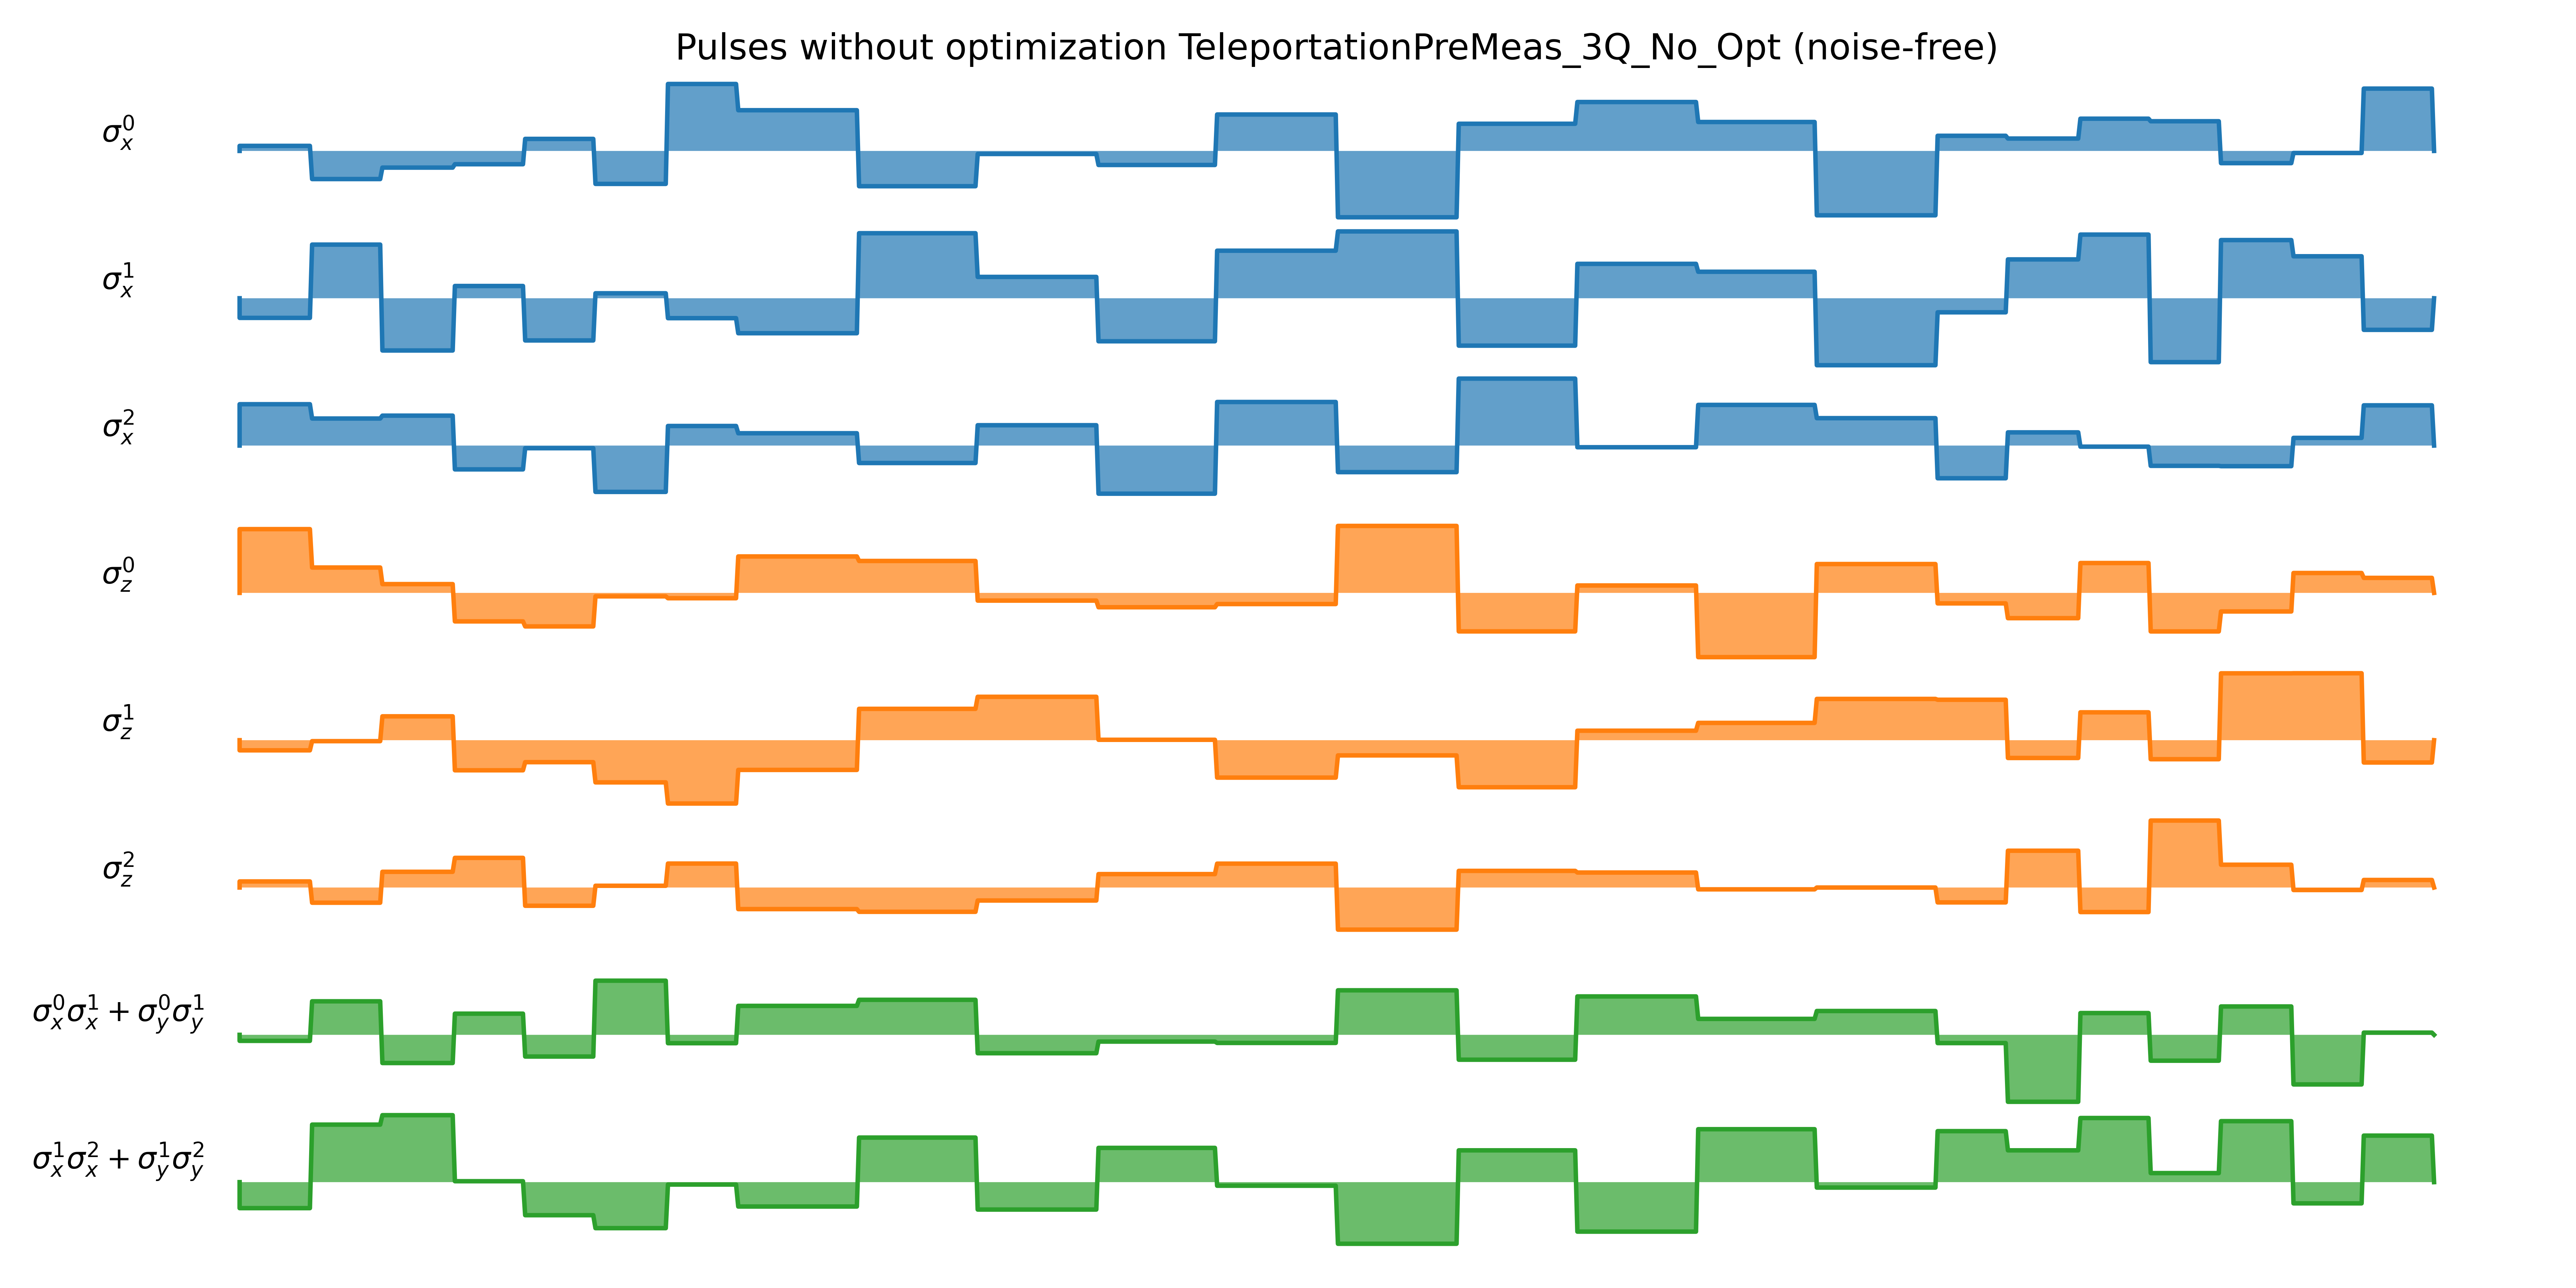 Pulses without optimization TeleportationPreMeas_3Q_No_Opt (noise-free)
σ⁰ₓ
σ¹ₓ
σ²ₓ
σ⁰_z
σ¹_z
σ²_z
σ⁰ₓσ¹ₓ + σ⁰_yσ¹_y
σ¹ₓσ²ₓ + σ¹_yσ²_y